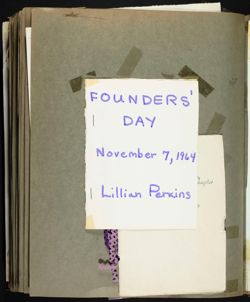 FOUNDERS'
DAY
November 7, 1964
Lillian Perkins